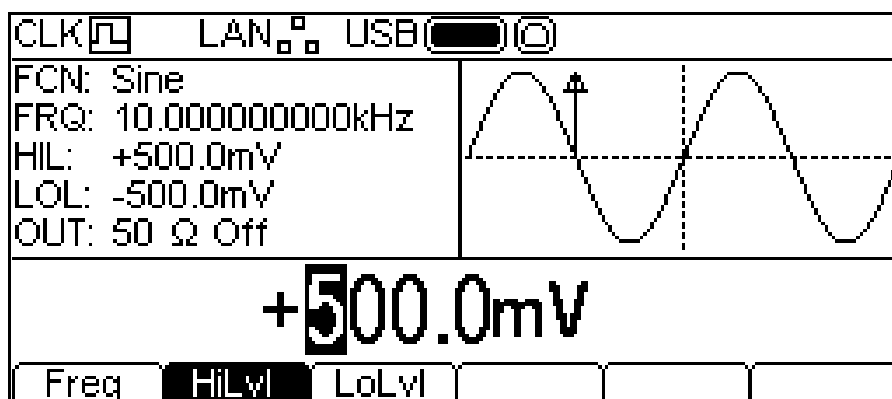 CLK LAN USB
FCN: Sine
FRQ: 10.000000000kHz
HIL: +500.0mV
LOL: -500.0mV
OUT: 50 Ω Off
+500.0mV
Freq HiLvl LoLvl